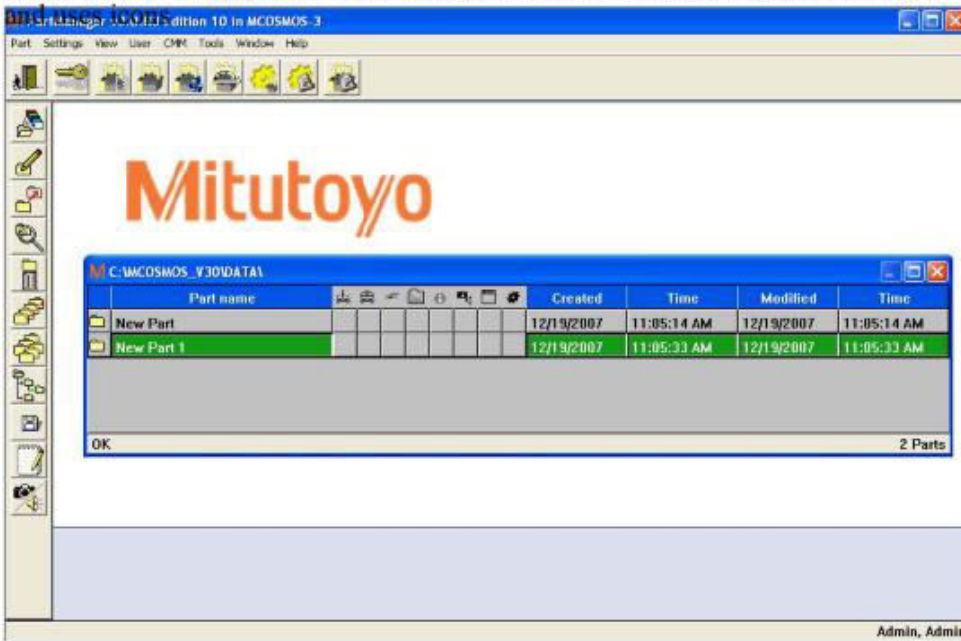 and uses icons
Edition 10 in MCOSMOS-3
Part Settings View User CMM Tools Window Help
Mitutoyo
C:\MCOSMOS_V30\DATA\
Part name Created Time Modified Time
New Part 12/19/2007 11:05:14 AM 12/19/2007 11:05:14 AM
New Part 1 12/19/2007 11:05:33 AM 12/19/2007 11:05:33 AM
OK 2 Parts
Admin, Admin